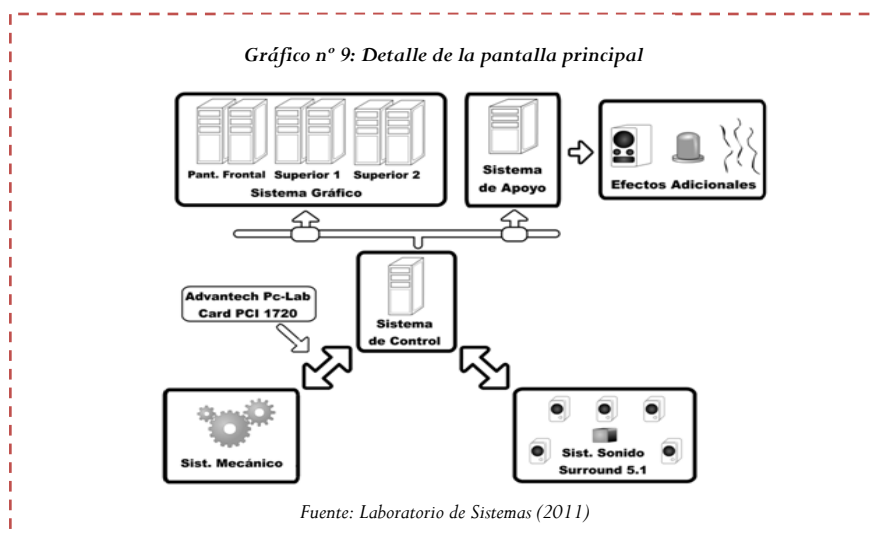 Gráfico nº 9: Detalle de la pantalla principal
Pant. Frontal Superior 1 Superior 2
Sistema Gráfico
Sistema
de Apoyo
Efectos Adicionales
Advantech Pc-Lab
Card PCI 1720
Sistema
de Control
Sist. Mecánico
Sist. Sonido
Surround 5.1
Fuente: Laboratorio de Sistemas (2011)